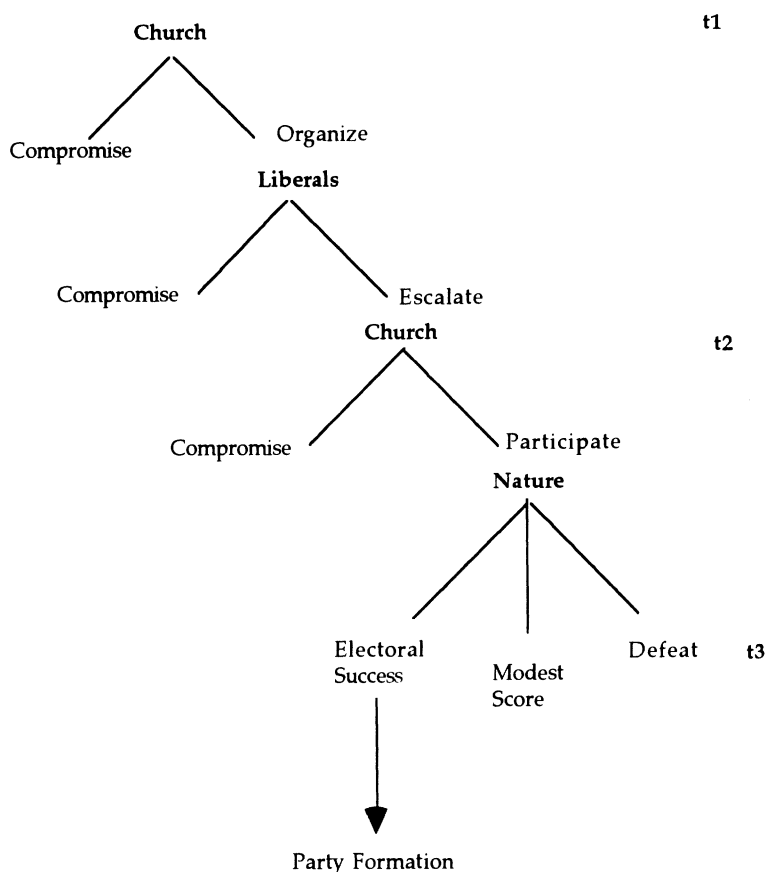 t1
Church
Compromise
Organize
Liberals
Compromise
Escalate
Church
t2
Compromise
Participate
Nature
Electoral
Success
Modest
Score
Defeat
t3
Party Formation